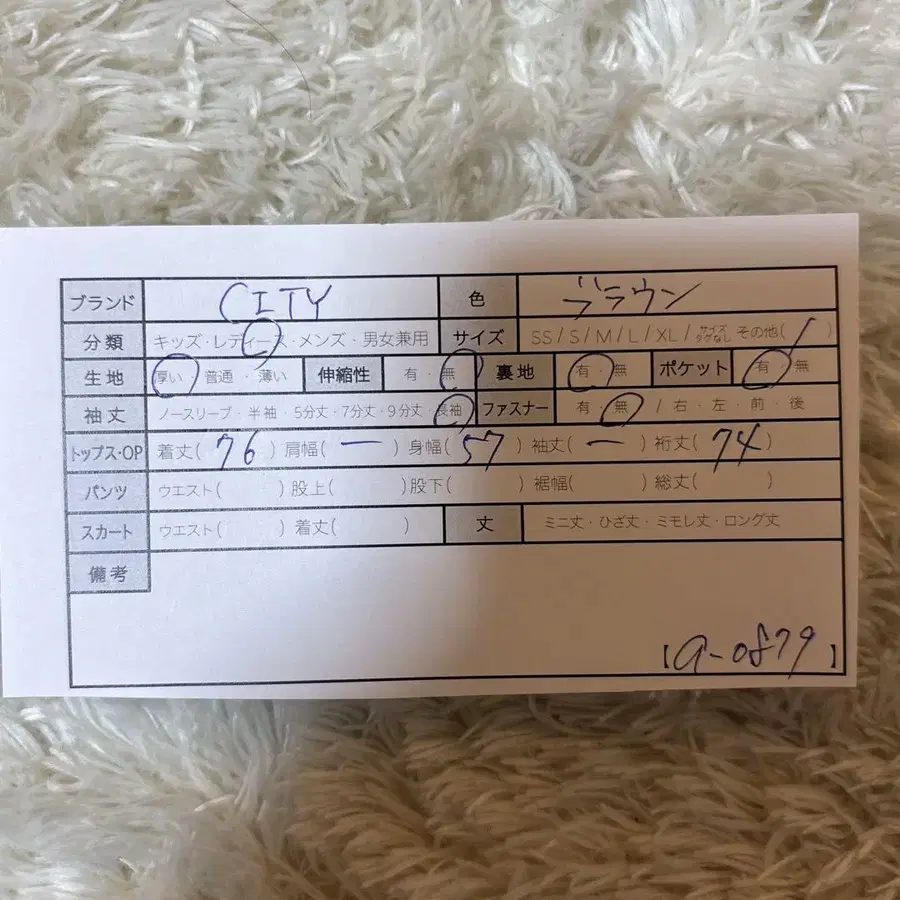 ブランド CITY 色 ブラウン
分類 キッズ・レディース・メンズ・男女兼用 サイズ SS / S / M / L / XL / サイズタグなし その他( / )
生地 厚い・普通・薄い 伸縮性 有・無 裏地 有・無 ポケット 有・無
袖丈 ノースリーブ・半袖・5分丈・7分丈・9分丈・長袖 ファスナー 有・無 / 右・左・前・後
トップス・OP 着丈( 76 ) 肩幅( ー ) 身幅( 57 ) 袖丈( ー ) 裄丈( 74 )
パンツ ウエスト( ) 股上( ) 股下( ) 裾幅( ) 総丈( )
スカート ウエスト( ) 着丈( ) 丈 ミニ丈・ひざ丈・ミモレ丈・ロング丈
備考
【a-0879】